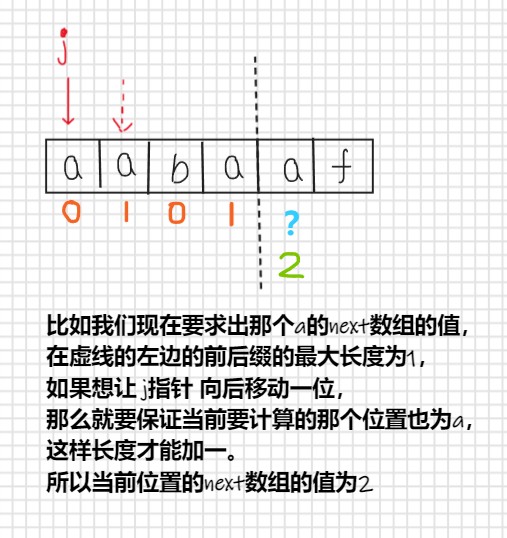 j
a a b a a f
0 1 0 1 ?
2
比如我们现在要求出那个a的next数组的值，
在虚线的左边的前后缀的最大长度为1，
如果想让 j指针 向后移动一位，
那么就要保证当前要计算的那个位置也为a，
这样长度才能加一。
所以当前位置的next数组的值为2